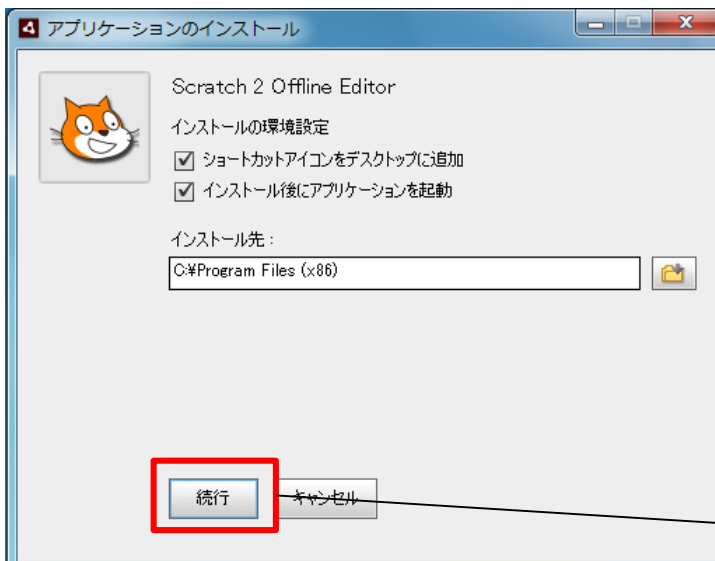 アプリケーションのインストール
Scratch 2 Offline Editor
インストールの環境設定
ショートカットアイコンをデスクトップに追加
インストール後にアプリケーションを起動
インストール先：
C:¥Program Files (x86)
続行
キャンセル